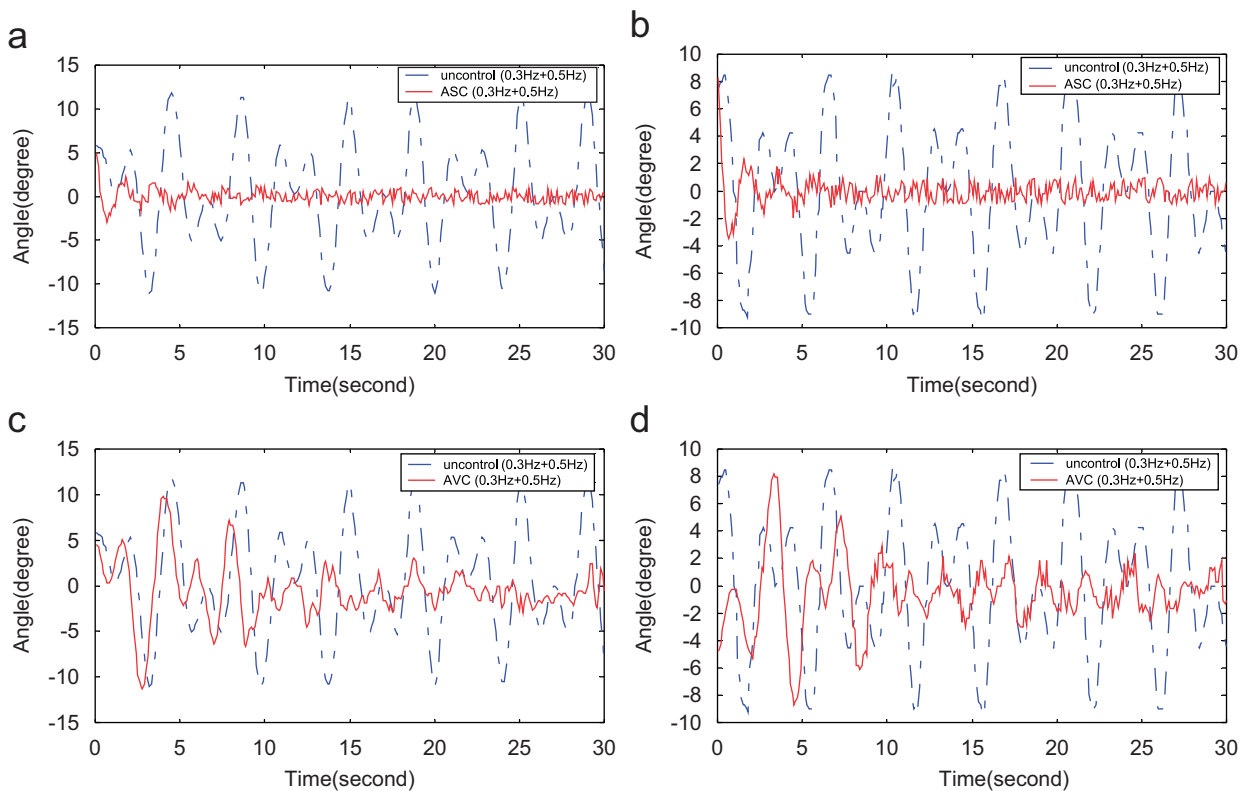 a
15
10
5
0
-5
-10
-15
Angle(degree)
uncontrol (0.3Hz+0.5Hz)
ASC (0.3Hz+0.5Hz)
0 5 10 15 20 25 30
Time(second)
b
10
8
6
4
2
0
-2
-4
-6
-8
-10
Angle(degree)
uncontrol (0.3Hz+0.5Hz)
ASC (0.3Hz+0.5Hz)
0 5 10 15 20 25 30
Time(second)
c
15
10
5
0
-5
-10
-15
Angle(degree)
uncontrol (0.3Hz+0.5Hz)
AVC (0.3Hz+0.5Hz)
0 5 10 15 20 25 30
Time(second)
d
10
8
6
4
2
0
-2
-4
-6
-8
-10
Angle(degree)
uncontrol (0.3Hz+0.5Hz)
AVC (0.3Hz+0.5Hz)
0 5 10 15 20 25 30
Time(second)